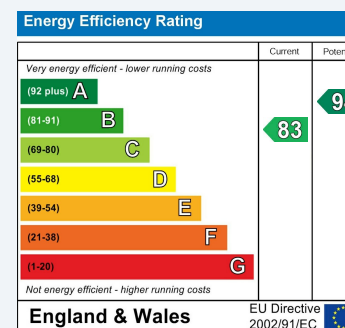 Energy Efficiency Rating
Current
Very energy efficient - lower running costs
(92 plus) A
(81-91) B
(69-80) C
(55-68) D
(39-54) E
(21-38) F
(1-20) G
83
Not energy efficient - higher running costs
England & Wales
EU Directive
2002/91/EC